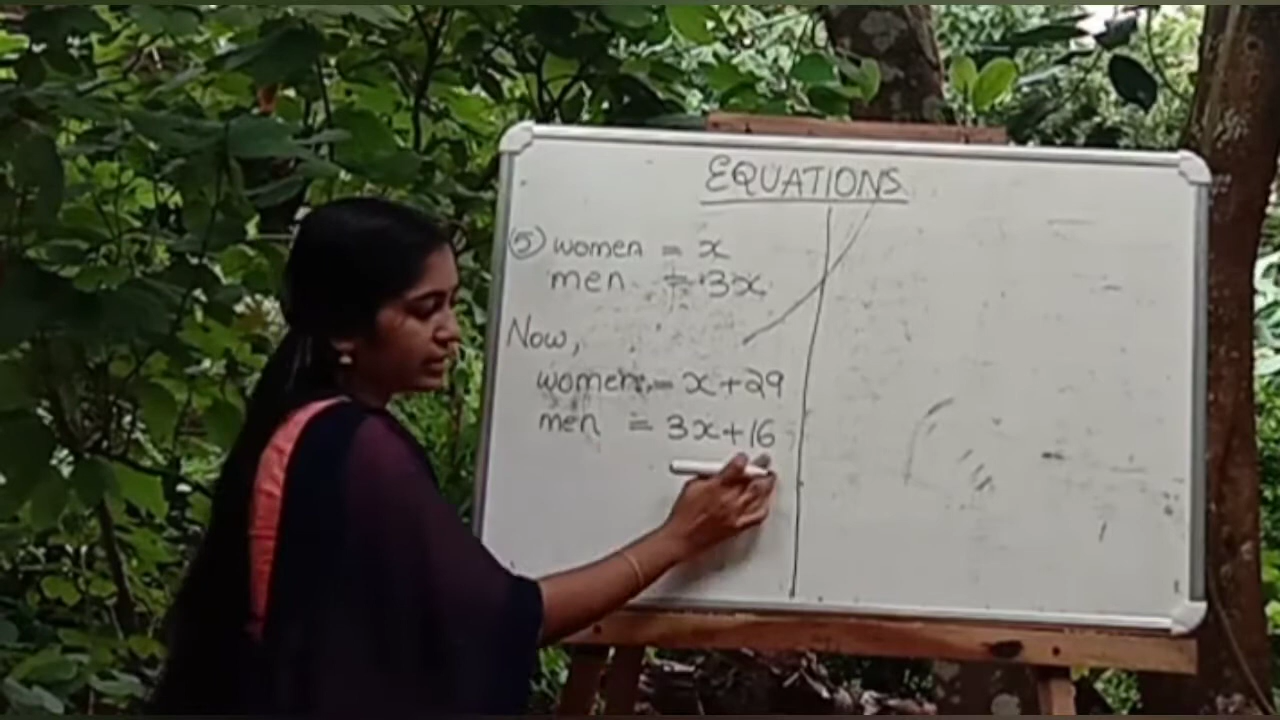 EQUATIONS
(5) women = x
men = 3x
Now,
women = x+29
men = 3x+16